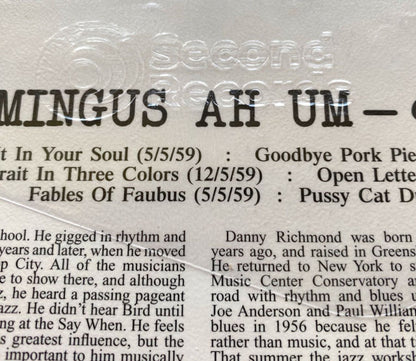 Second
Records
MINGUS AH UM —
t In Your Soul (5/5/59) : Goodbye Pork Pie
rait In Three Colors (12/5/59) : Open Lette
Fables Of Faubus (5/5/59) : Pussy Cat Du
hool. He gigged in rhythm and
years and later, when he moved
p City. All of the musicians
e to show there, and although
z, he heard a passing pageant
azz. He didn't hear Bird until
ng at the Say When. He feels
s greatest influence, but the
important to him musically
Danny Richmond was born
years ago, and raised in Greens
He returned to New York to s
Music Center Conservatory a
road with rhythm and blues
Joe Anderson and Paul William
blues in 1956 because he fel
rather than music, and at that
That summer the jazz work